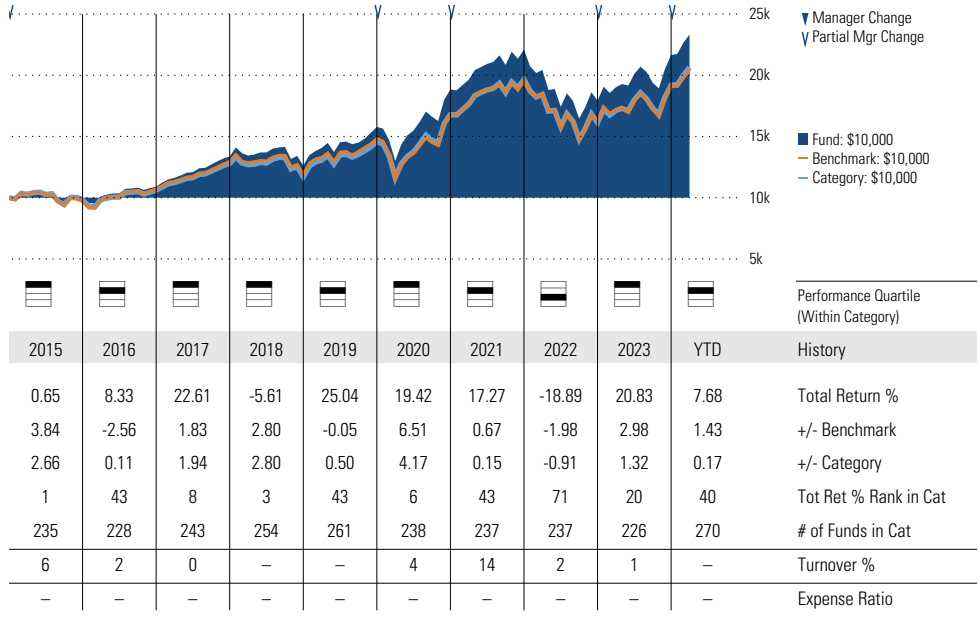 25k
20k
15k
10k
5k
Manager Change
Partial Mgr Change
Fund: $10,000
Benchmark: $10,000
Category: $10,000
Performance Quartile
(Within Category)
2015 2016 2017 2018 2019 2020 2021 2022 2023 YTD History
0.65 8.33 22.61 -5.61 25.04 19.42 17.27 -18.89 20.83 7.68 Total Return %
3.84 -2.56 1.83 2.80 -0.05 6.51 0.67 -1.98 2.98 1.43 +/- Benchmark
2.66 0.11 1.94 2.80 0.50 4.17 0.15 -0.91 1.32 0.17 +/- Category
1 43 8 3 43 6 43 71 20 40 Tot Ret % Rank in Cat
235 228 243 254 261 238 237 237 226 270 # of Funds in Cat
6 2 0 – – 4 14 2 1 – Turnover %
– – – – – – – – – – Expense Ratio